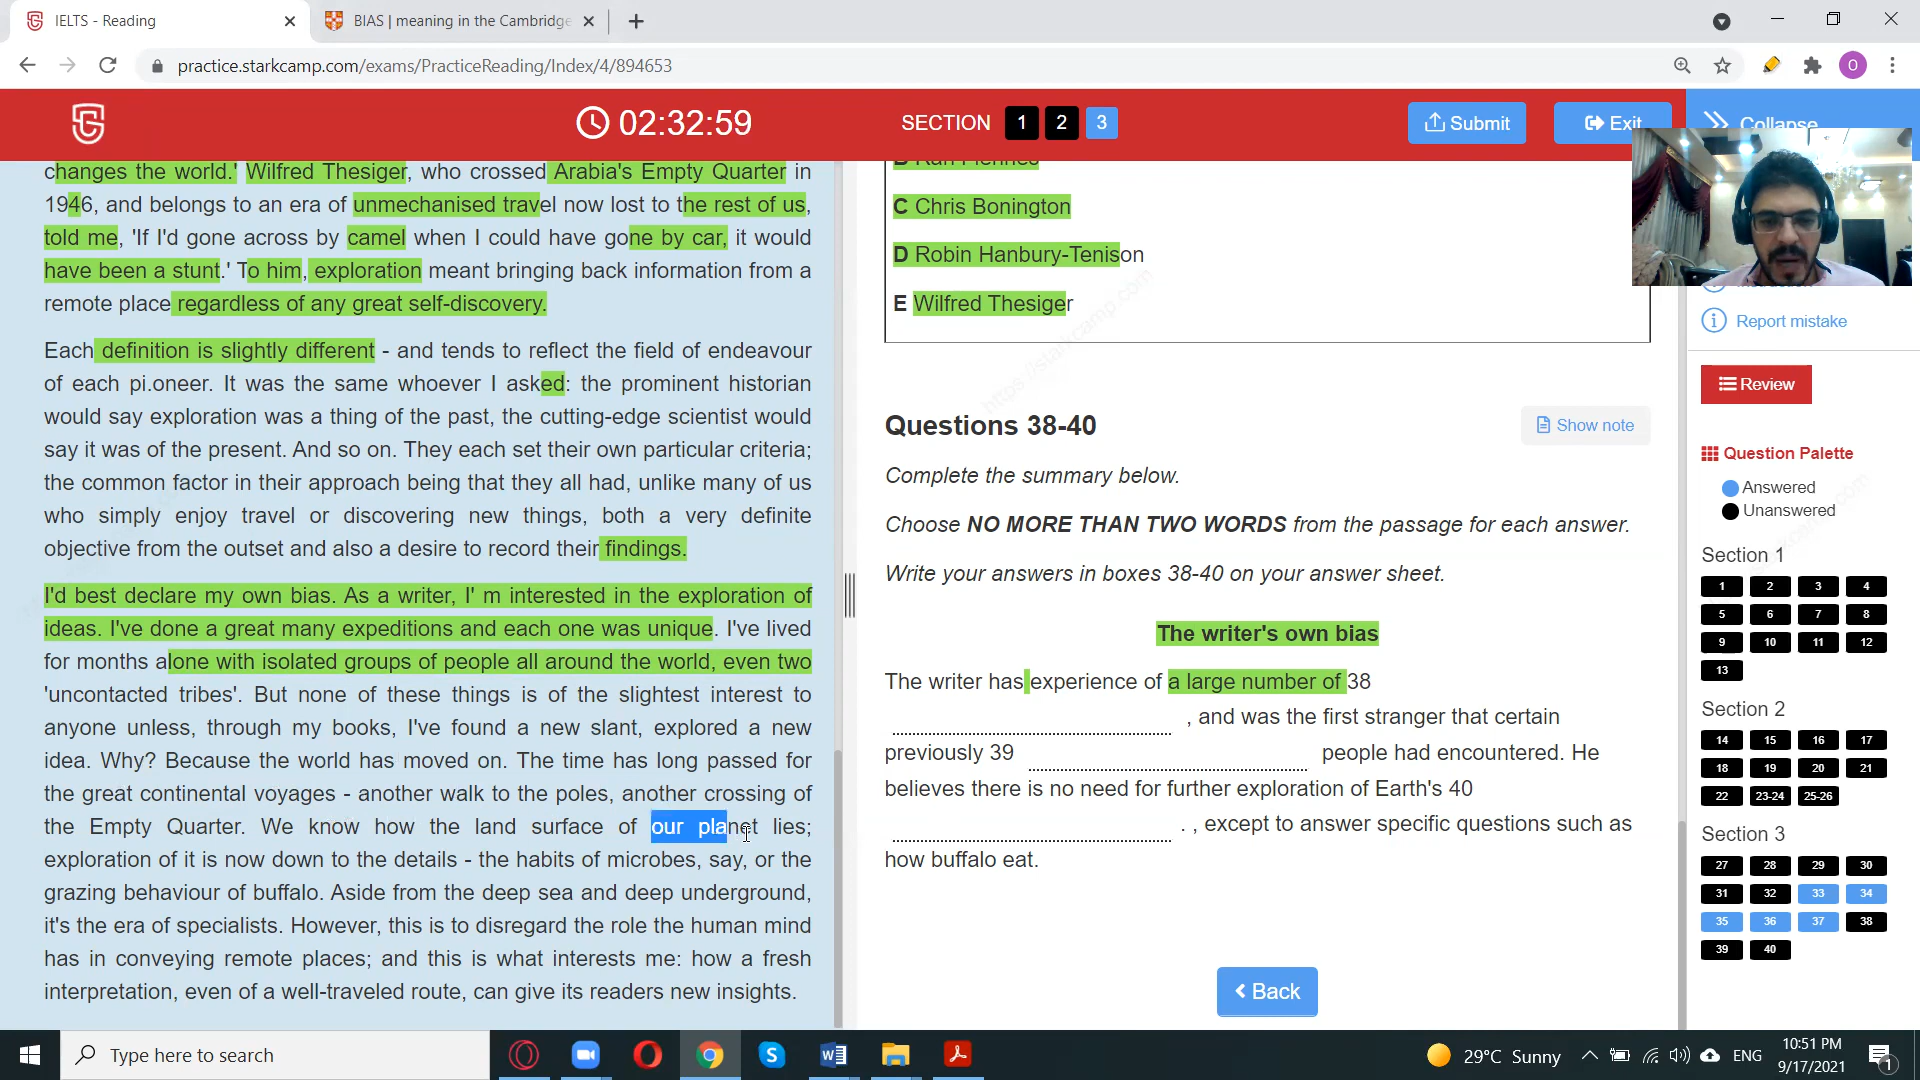 IELTS - Reading
BIAS | meaning in the Cambridge
practice.starkcamp.com/exams/PracticeReading/Index/4/894653
O
02:32:59
SECTION 1 2 3
Submit
Exit
Collapse
changes the world.' Wilfred Thesiger, who crossed Arabia's Empty Quarter in
1946, and belongs to an era of unmechanised travel now lost to the rest of us,
told me, 'If I'd gone across by camel when I could have gone by car, it would
have been a stunt.' To him, exploration meant bringing back information from a
remote place regardless of any great self-discovery.
Each definition is slightly different - and tends to reflect the field of endeavour
of each pi.oneer. It was the same whoever I asked: the prominent historian
would say exploration was a thing of the past, the cutting-edge scientist would
say it was of the present. And so on. They each set their own particular criteria;
the common factor in their approach being that they all had, unlike many of us
who simply enjoy travel or discovering new things, both a very definite
objective from the outset and also a desire to record their findings.
I'd best declare my own bias. As a writer, I' m interested in the exploration of
ideas. I've done a great many expeditions and each one was unique. I've lived
for months alone with isolated groups of people all around the world, even two
'uncontacted tribes'. But none of these things is of the slightest interest to
anyone unless, through my books, I've found a new slant, explored a new
idea. Why? Because the world has moved on. The time has long passed for
the great continental voyages - another walk to the poles, another crossing of
the Empty Quarter. We know how the land surface of our planet lies;
exploration of it is now down to the details - the habits of microbes, say, or the
grazing behaviour of buffalo. Aside from the deep sea and deep underground,
it's the era of specialists. However, this is to disregard the role the human mind
has in conveying remote places; and this is what interests me: how a fresh
interpretation, even of a well-traveled route, can give its readers new insights.
C Chris Bonington
D Robin Hanbury-Tenison
E Wilfred Thesiger
https://starkcamp.com
Questions 38-40
Show note
Complete the summary below.
Choose NO MORE THAN TWO WORDS from the passage for each answer.
Write your answers in boxes 38-40 on your answer sheet.
The writer's own bias
The writer has experience of a large number of 38
, and was the first stranger that certain
previously 39 people had encountered. He
believes there is no need for further exploration of Earth's 40
. , except to answer specific questions such as
how buffalo eat.
Back
Report mistake
Review
Question Palette
Answered
Unanswered
Section 1
1 2 3 4
5 6 7 8
9 10 11 12
13
Section 2
14 15 16 17
18 19 20 21
22 23-24 25-26
Section 3
27 28 29 30
31 32 33 34
35 36 37 38
39 40
Type here to search
29°C Sunny
ENG
10:51 PM
9/17/2021
1